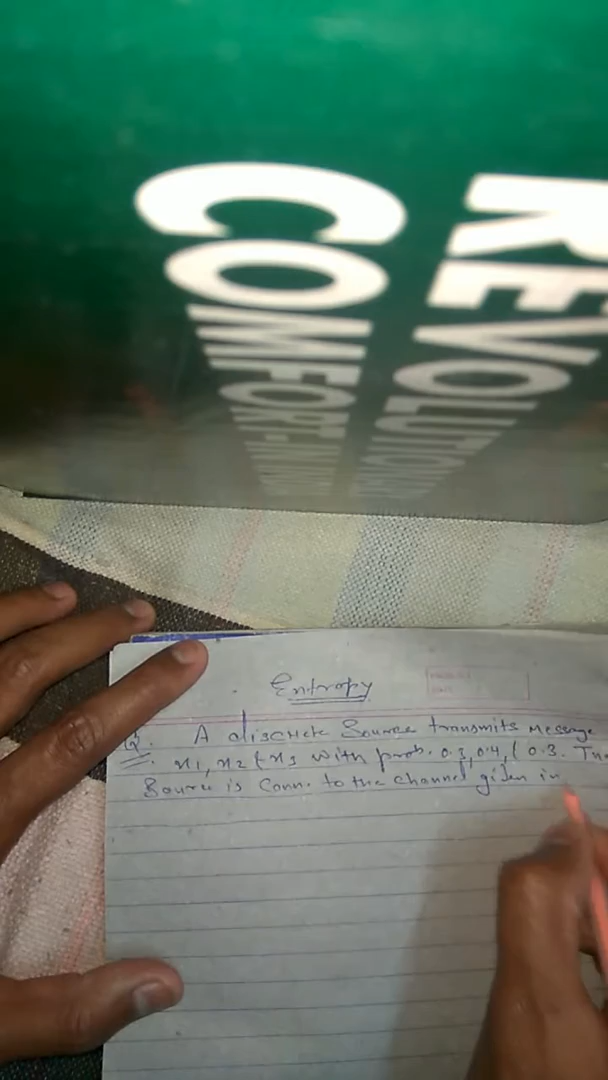 COMFORT
REVOLUTION
Entropy
Q. A discrete Source transmits message
x1, x2 & x3 with prob. 0.3, 0.4, & 0.3. The
Source is Conn. to the channel given in